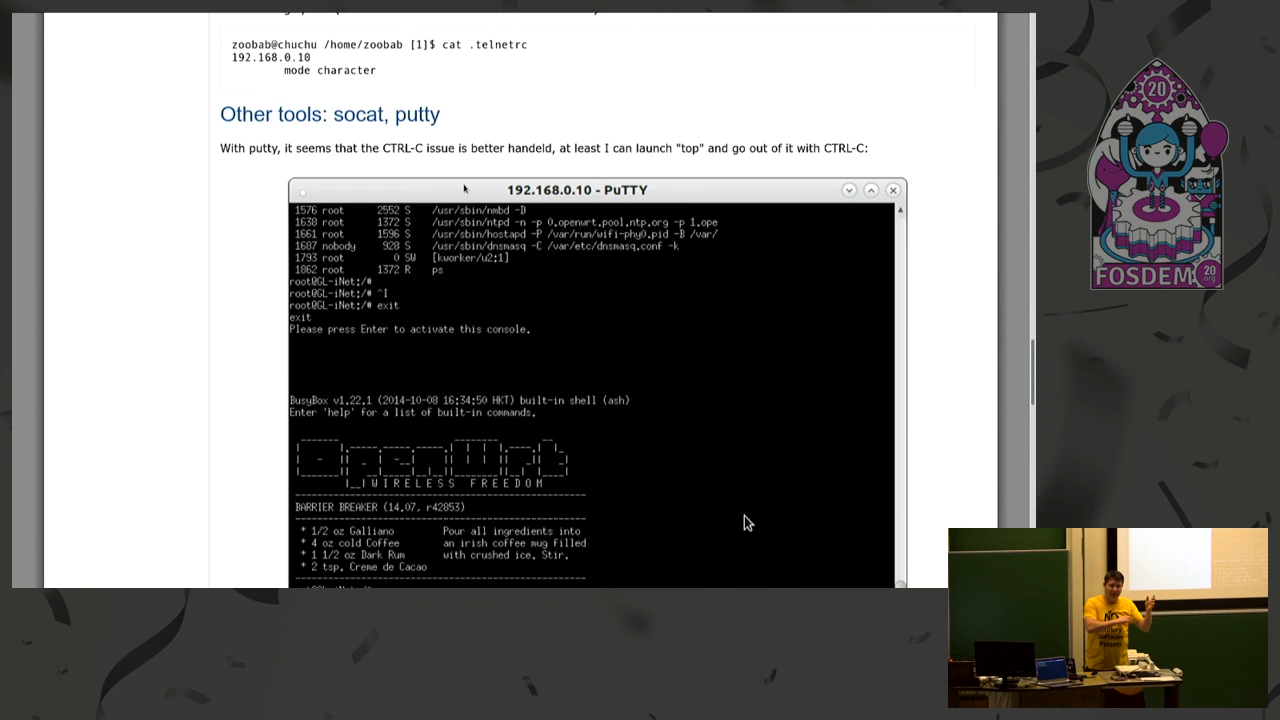 zoobab@chuchu /home/zoobab [1]$ cat .telnetrc
192.168.0.10
mode character
Other tools: socat, putty
With putty, it seems that the CTRL-C issue is better handeld, at least I can launch "top" and go out of it with CTRL-C:
192.168.0.10 - PuTTY
1576 root 2552 S /usr/sbin/nmbd -D
1638 root 1372 S /usr/sbin/ntpd -n -p 0.openwrt.pool.ntp.org -p 1.ope
1661 root 1596 S /usr/sbin/hostapd -P /var/run/wifi-phy0.pid -B /var/
1687 nobody 928 S /usr/sbin/dnsmasq -C /var/etc/dnsmasq.conf -k
1793 root 0 SW [kworker/u2:1]
1862 root 1372 R ps
root@GL-iNet:/#
root@GL-iNet:/# ^I
root@GL-iNet:/# exit
exit
Please press Enter to activate this console.
BusyBox v1.22.1 (2014-10-08 16:34:50 HKT) built-in shell (ash)
Enter 'help' for a list of built-in commands.
OpenWrt
W I R E L E S S F R E E D O M
BARRIER BREAKER (14.07, r42853)
* 1/2 oz Galliano Pour all ingredients into
* 4 oz cold Coffee an irish coffee mug filled
* 1 1/2 oz Dark Rum with crushed ice. Stir.
* 2 tsp. Creme de Cacao
20
FOSDEM
20
.org
NO
Software
Patents